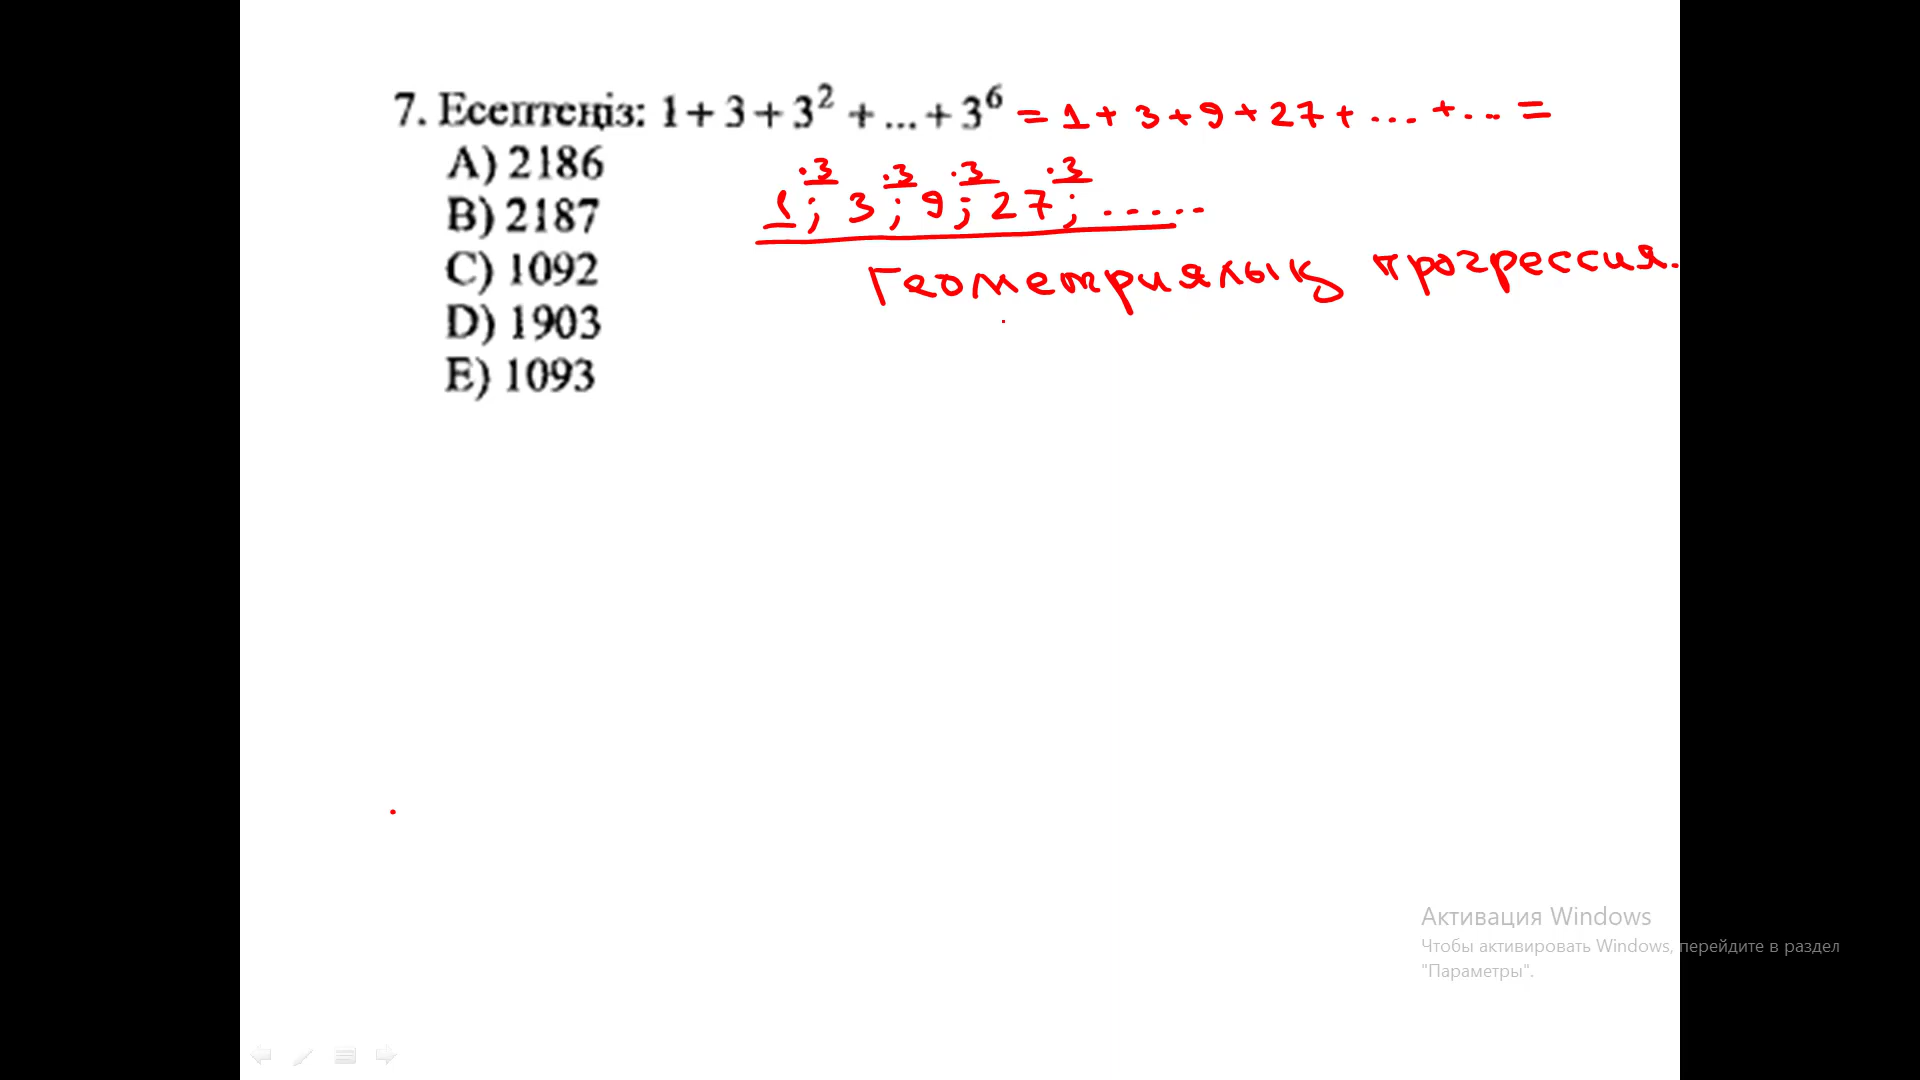 7. Есептеңіз: 1 + 3 + 3² + ... + 3⁶ = 1 + 3 + 9 + 27 + .... + ... =
A) 2186
B) 2187
C) 1092
D) 1903
E) 1093
·3 ·3 ·3 ·3
1; 3; 9; 27; ......
Геометриялық прогрессия.
Активация Windows
Чтобы активировать Windows, перейдите в раздел
"Параметры".